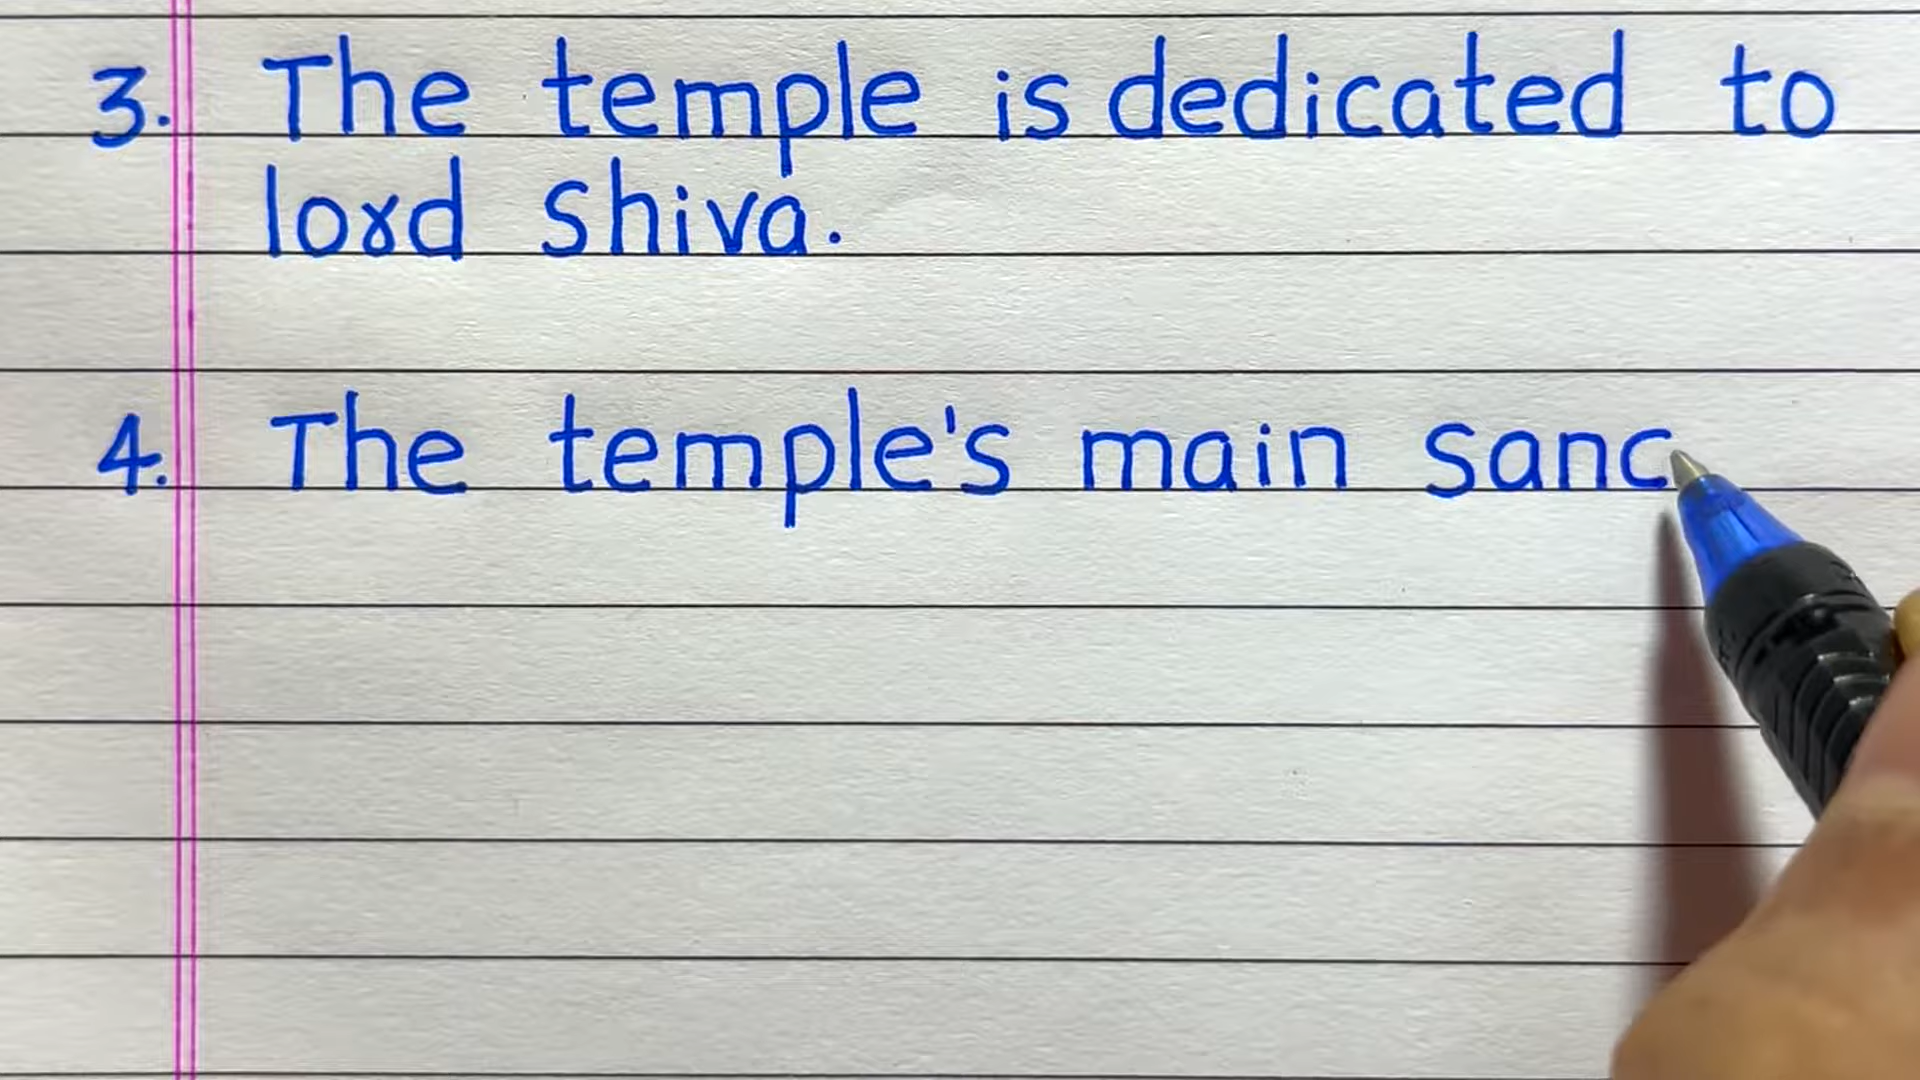 3. The temple is dedicated to
lord shiva.
4. The temple's main sanc